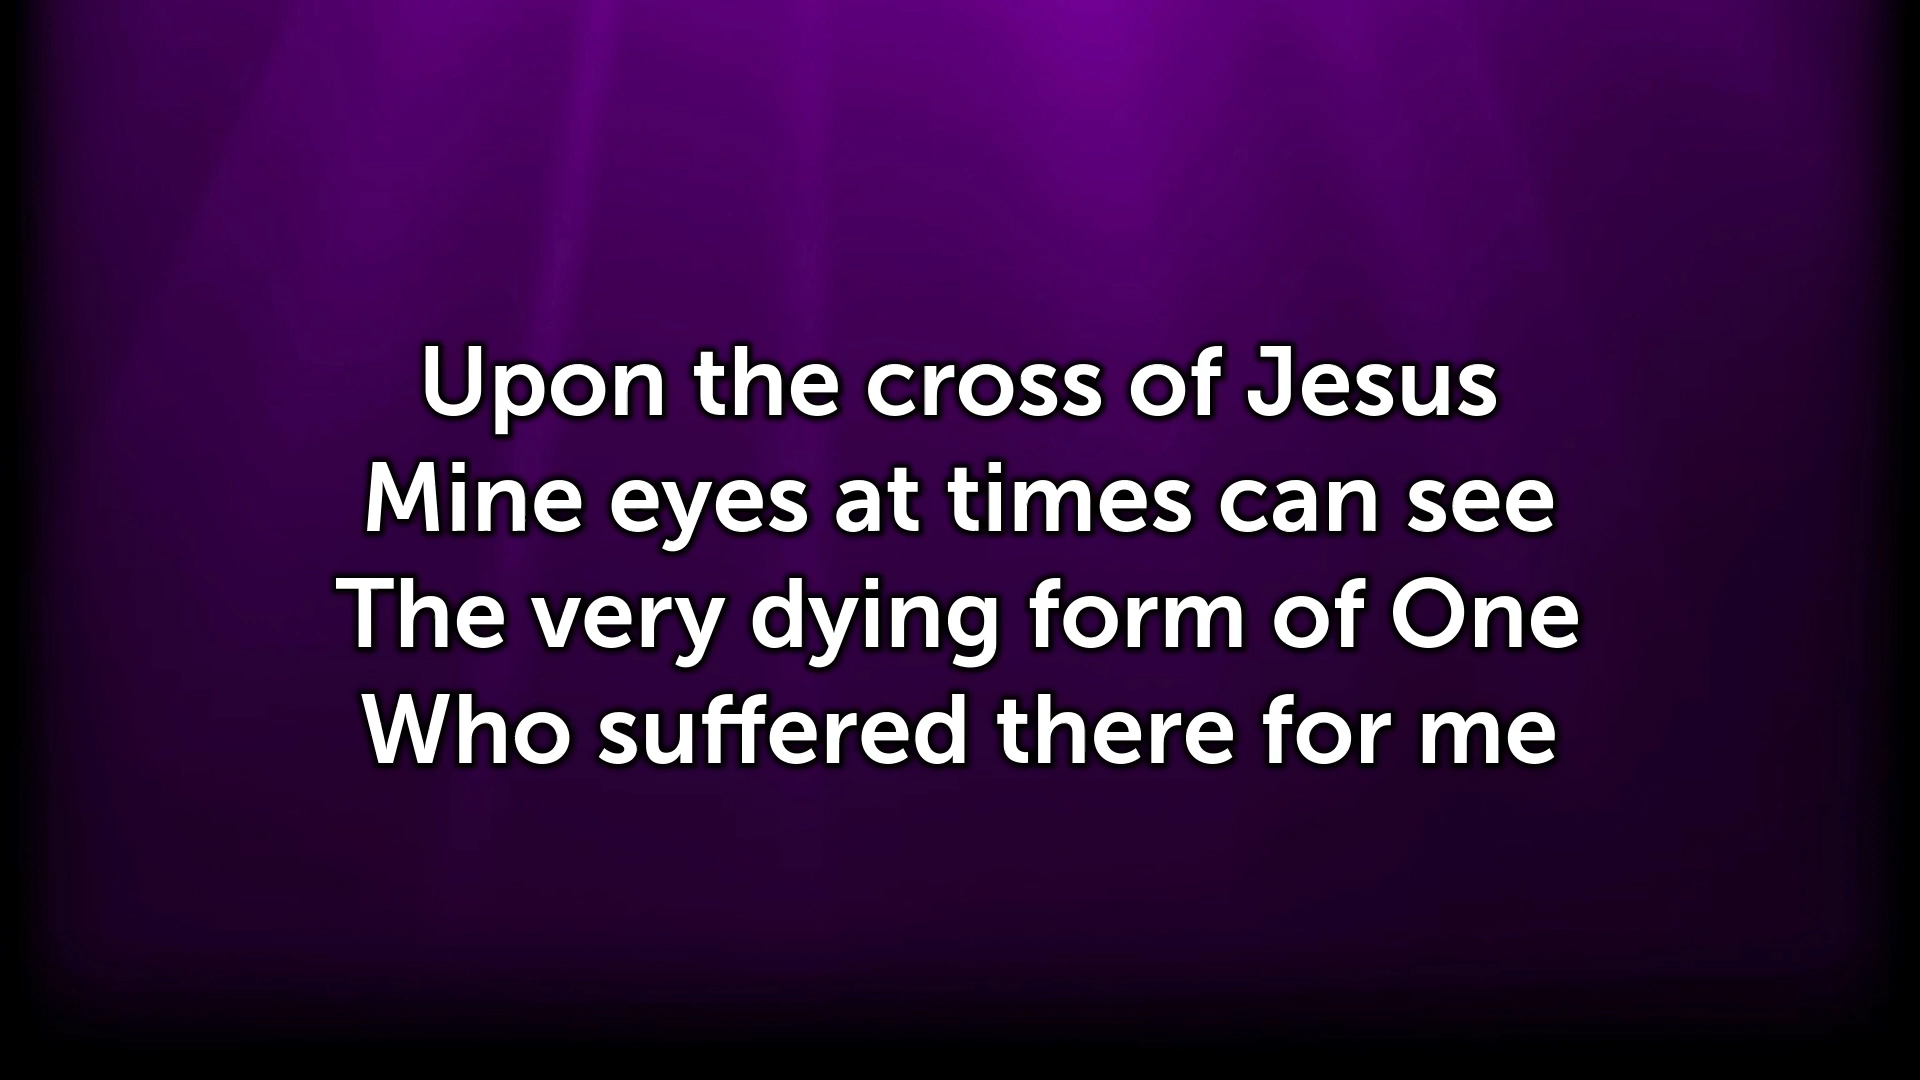 Upon the cross of Jesus
Mine eyes at times can see
The very dying form of One
Who suffered there for me